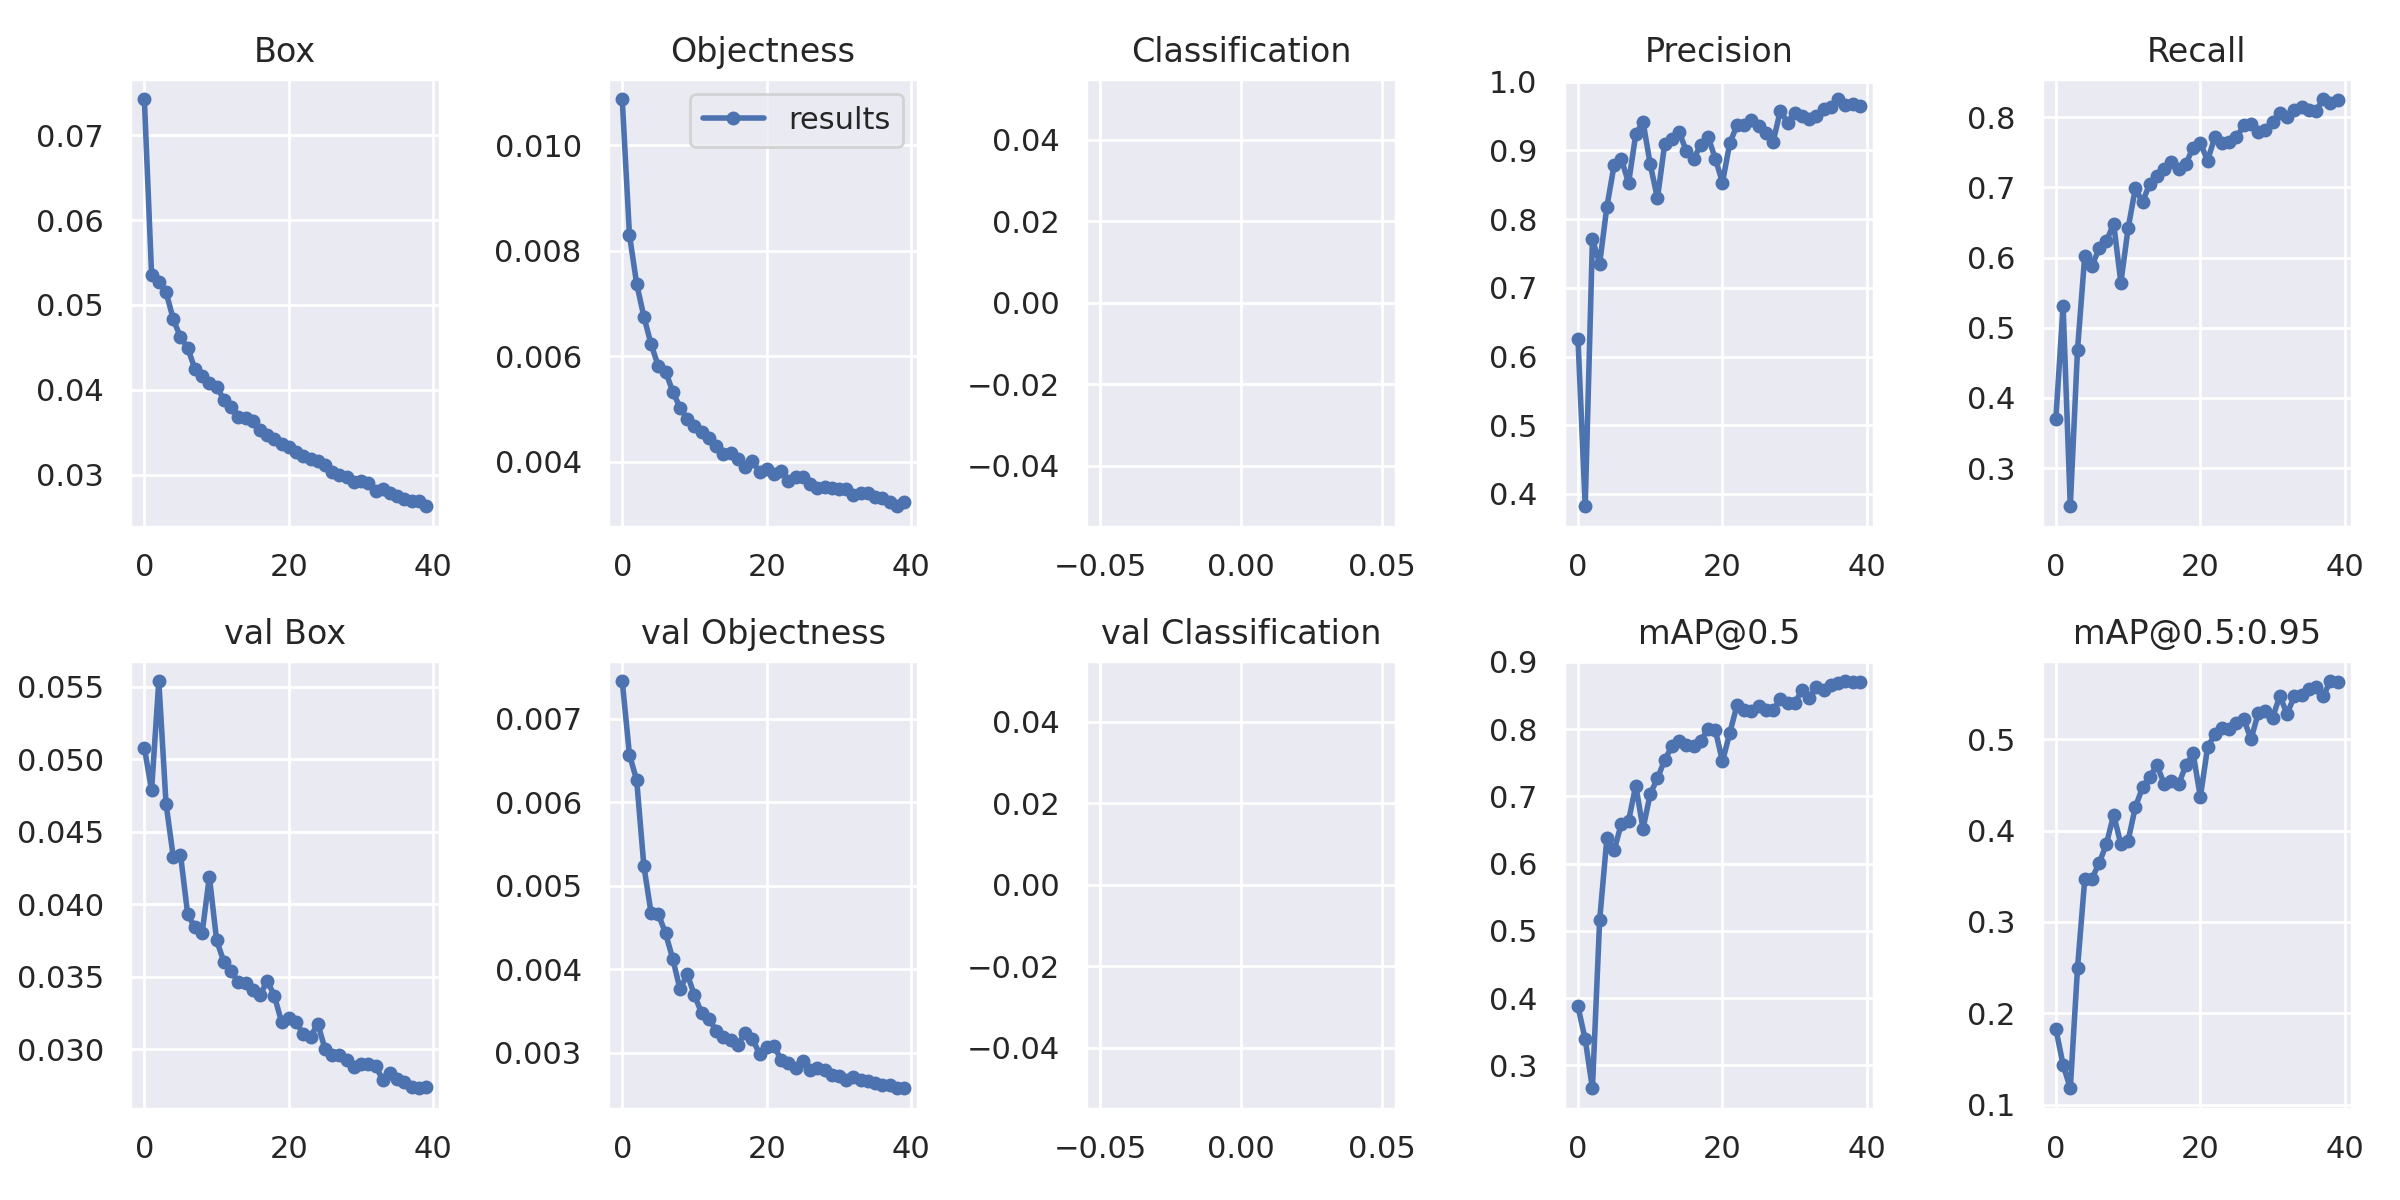 Box
0.07
0.06
0.05
0.04
0.03
0 20 40
Objectness
results
0.010
0.008
0.006
0.004
0 20 40
Classification
0.04
0.02
0.00
−0.02
−0.04
−0.05 0.00 0.05
Precision
1.0
0.9
0.8
0.7
0.6
0.5
0.4
0 20 40
Recall
0.8
0.7
0.6
0.5
0.4
0.3
0 20 40
val Box
0.055
0.050
0.045
0.040
0.035
0.030
0 20 40
val Objectness
0.007
0.006
0.005
0.004
0.003
0 20 40
val Classification
0.04
0.02
0.00
−0.02
−0.04
−0.05 0.00 0.05
mAP@0.5
0.9
0.8
0.7
0.6
0.5
0.4
0.3
0 20 40
mAP@0.5:0.95
0.5
0.4
0.3
0.2
0.1
0 20 40